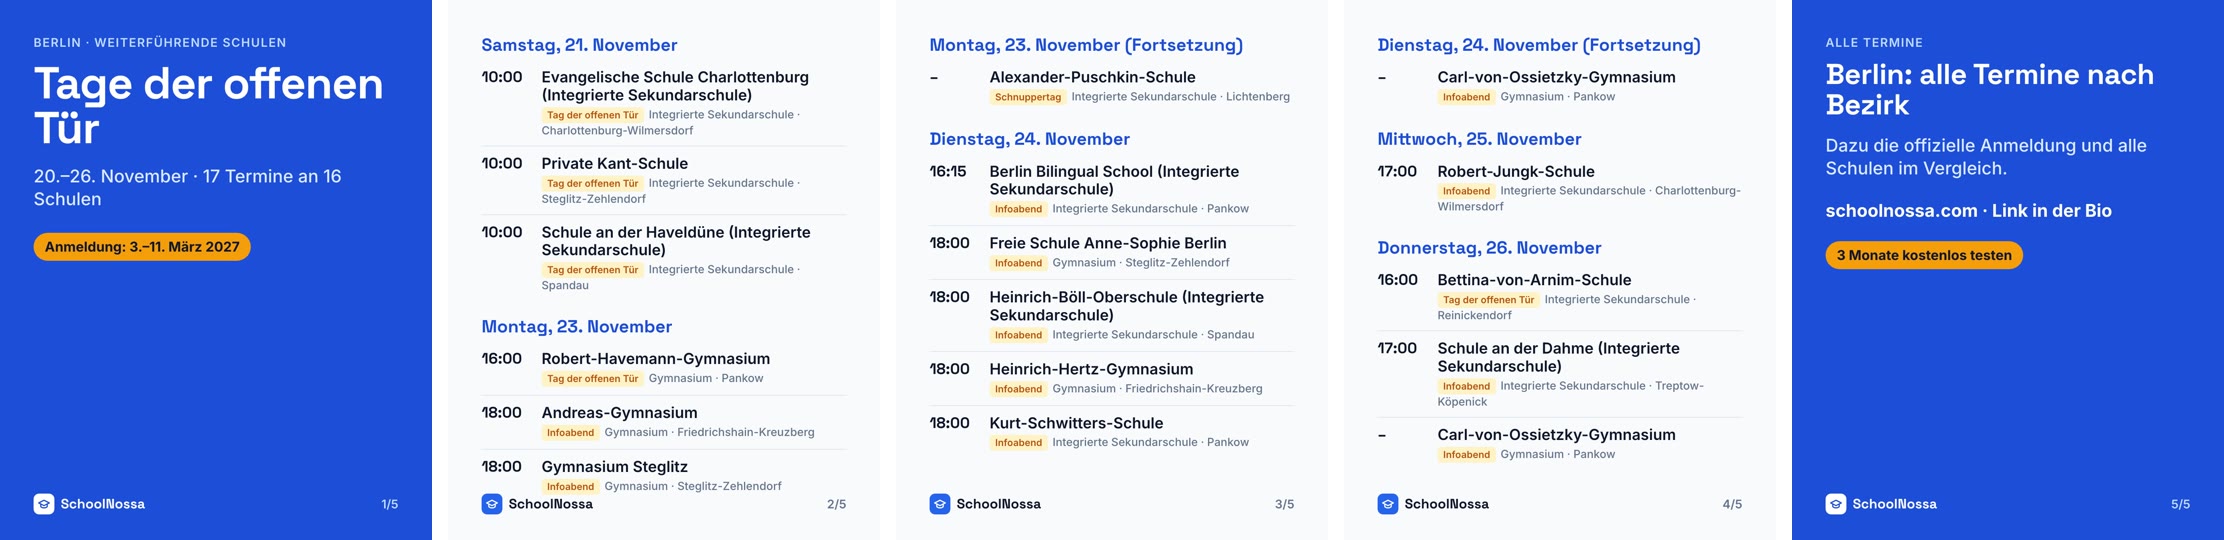 BERLIN · WEITERFÜHRENDE SCHULEN
Tage der offenen
Tür
20.–26. November · 17 Termine an 16
Schulen
Anmeldung: 3.–11. März 2027
SchoolNossa
1/5
Samstag, 21. November
10:00 Evangelische Schule Charlottenburg
(Integrierte Sekundarschule)
Tag der offenen Tür Integrierte Sekundarschule ·
Charlottenburg-Wilmersdorf
10:00 Private Kant-Schule
Tag der offenen Tür Integrierte Sekundarschule ·
Steglitz-Zehlendorf
10:00 Schule an der Haveldüne (Integrierte
Sekundarschule)
Tag der offenen Tür Integrierte Sekundarschule ·
Spandau
Montag, 23. November
16:00 Robert-Havemann-Gymnasium
Tag der offenen Tür Gymnasium · Pankow
18:00 Andreas-Gymnasium
Infoabend Gymnasium · Friedrichshain-Kreuzberg
18:00 Gymnasium Steglitz
Infoabend Gymnasium · Steglitz-Zehlendorf
SchoolNossa
2/5
Montag, 23. November (Fortsetzung)
– Alexander-Puschkin-Schule
Schnuppertag Integrierte Sekundarschule · Lichtenberg
Dienstag, 24. November
16:15 Berlin Bilingual School (Integrierte
Sekundarschule)
Infoabend Integrierte Sekundarschule · Pankow
18:00 Freie Schule Anne-Sophie Berlin
Infoabend Gymnasium · Steglitz-Zehlendorf
18:00 Heinrich-Böll-Oberschule (Integrierte
Sekundarschule)
Infoabend Integrierte Sekundarschule · Spandau
18:00 Heinrich-Hertz-Gymnasium
Infoabend Gymnasium · Friedrichshain-Kreuzberg
18:00 Kurt-Schwitters-Schule
Infoabend Integrierte Sekundarschule · Pankow
SchoolNossa
3/5
Dienstag, 24. November (Fortsetzung)
– Carl-von-Ossietzky-Gymnasium
Infoabend Gymnasium · Pankow
Mittwoch, 25. November
17:00 Robert-Jungk-Schule
Infoabend Integrierte Sekundarschule · Charlottenburg-
Wilmersdorf
Donnerstag, 26. November
16:00 Bettina-von-Arnim-Schule
Tag der offenen Tür Integrierte Sekundarschule ·
Reinickendorf
17:00 Schule an der Dahme (Integrierte
Sekundarschule)
Infoabend Integrierte Sekundarschule · Treptow-
Köpenick
– Carl-von-Ossietzky-Gymnasium
Infoabend Gymnasium · Pankow
SchoolNossa
4/5
ALLE TERMINE
Berlin: alle Termine nach
Bezirk
Dazu die offizielle Anmeldung und alle
Schulen im Vergleich.
schoolnossa.com · Link in der Bio
3 Monate kostenlos testen
SchoolNossa
5/5